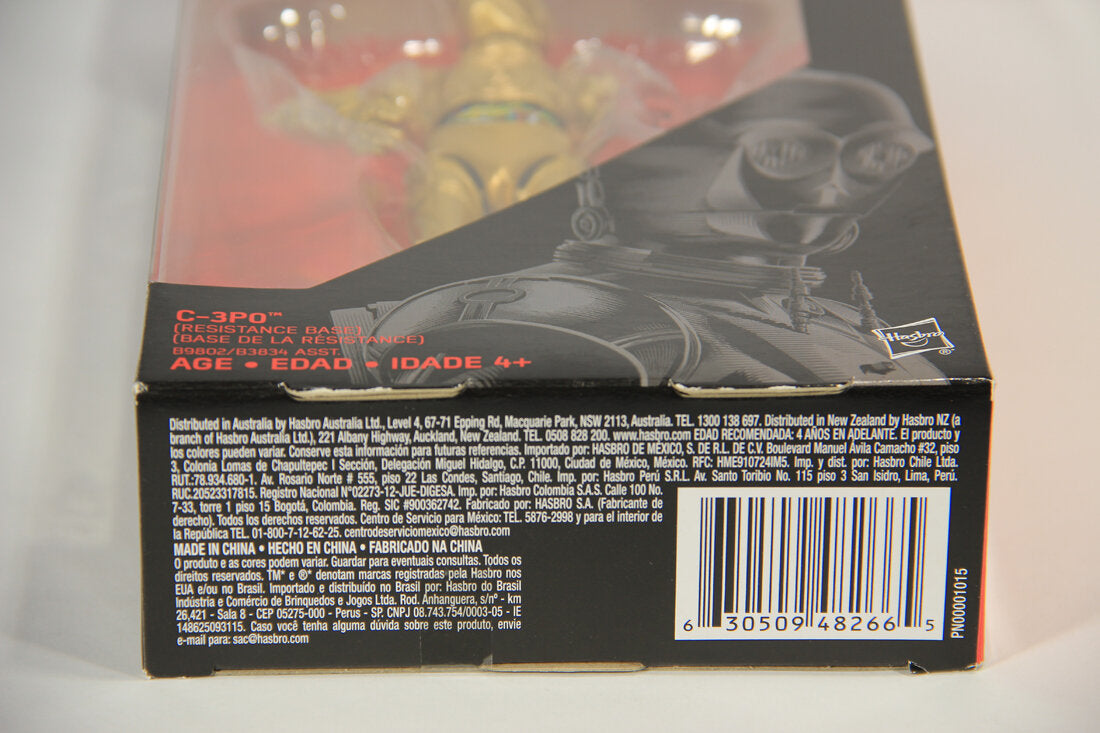 C-3PO™
(RESISTANCE BASE)
(BASE DE LA RÉSISTANCE)
B9802/B3834 ASST.
AGE • EDAD • IDADE 4+
Hasbro®
Distributed in Australia by Hasbro Australia Ltd., Level 4, 67-71 Epping Rd, Macquarie Park, NSW 2113, Australia. TEL. 1300 138 697. Distributed in New Zealand by Hasbro NZ (a
branch of Hasbro Australia Ltd.), 221 Albany Highway, Auckland, New Zealand. TEL. 0508 828 200. www.hasbro.com EDAD RECOMENDADA: 4 AÑOS EN ADELANTE. El producto y
los colores pueden variar. Conserve esta información para futuras referencias. Importado por: HASBRO DE MÉXICO, S. DE R.L. DE C.V. Boulevard Manuel Ávila Camacho #32, piso
3, Colonia Lomas de Chapultepec I Sección, Delegación Miguel Hidalgo, C.P. 11000, Ciudad de México, México. RFC: HME910724IM5. Imp. y dist. por: Hasbro Chile Ltda.
RUT.:78.934.680-1. Av. Rosario Norte # 555, piso 22 Las Condes, Santiago, Chile. Imp. por: Hasbro Perú S.R.L. Av. Santo Toribio No. 115 piso 3 San Isidro, Lima, Perú.
RUC.20523317815. Registro Nacional N°02273-12-JUE-DIGESA. Imp. por: Hasbro Colombia S.A.S. Calle 100 No.
7-33, torre 1 piso 15 Bogotá, Colombia. Reg. SIC #900362742. Fabricado por: HASBRO S.A. (Fabricante de
derecho). Todos los derechos reservados. Centro de Servicio para México: TEL. 5876-2998 y para el interior de
la República TEL. 01-800-7-12-62-25. centrodeserviciomexico@hasbro.com
MADE IN CHINA • HECHO EN CHINA • FABRICADO NA CHINA
O produto e as cores podem variar. Guardar para eventuais consultas. Todos os
direitos reservados. TM* e ®* denotam marcas registradas pela Hasbro nos
EUA e/ou no Brasil. Importado e distribuído no Brasil por: Hasbro do Brasil
Indústria e Comércio de Brinquedos e Jogos Ltda. Rod. Anhanguera, s/nº - km
26,421 - Sala 8 - CEP 05275-000 - Perus - SP. CNPJ 08.743.754/0003-05 - IE
148625093115. Caso você tenha alguma dúvida sobre este produto, envie
e-mail para: sac@hasbro.com
6 30509 48266 5
PN00001015